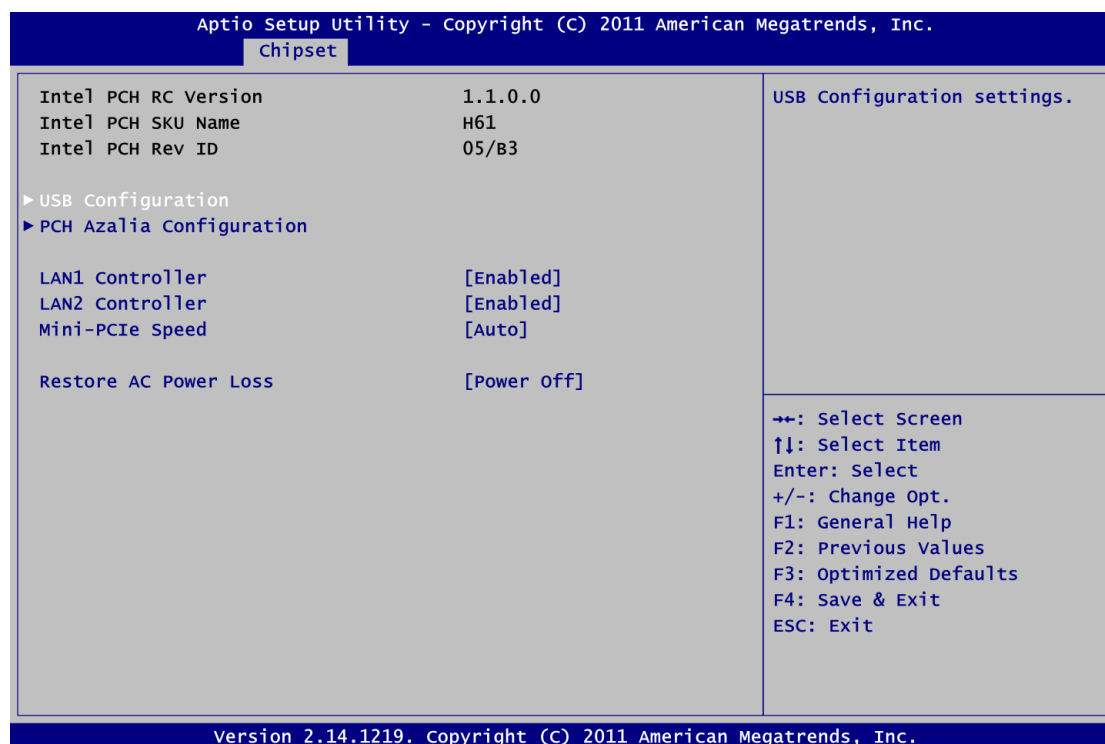 Aptio Setup Utility - Copyright (C) 2011 American Megatrends, Inc.
Chipset
Intel PCH RC Version 1.1.0.0
Intel PCH SKU Name H61
Intel PCH Rev ID 05/B3
▶ USB Configuration
▶ PCH Azalia Configuration
LAN1 Controller [Enabled]
LAN2 Controller [Enabled]
Mini-PCIe Speed [Auto]
Restore AC Power Loss [Power Off]
USB Configuration settings.
→←: Select Screen
↑↓: Select Item
Enter: Select
+/-: Change Opt.
F1: General Help
F2: Previous Values
F3: Optimized Defaults
F4: Save & Exit
ESC: Exit
Version 2.14.1219. Copyright (C) 2011 American Megatrends, Inc.